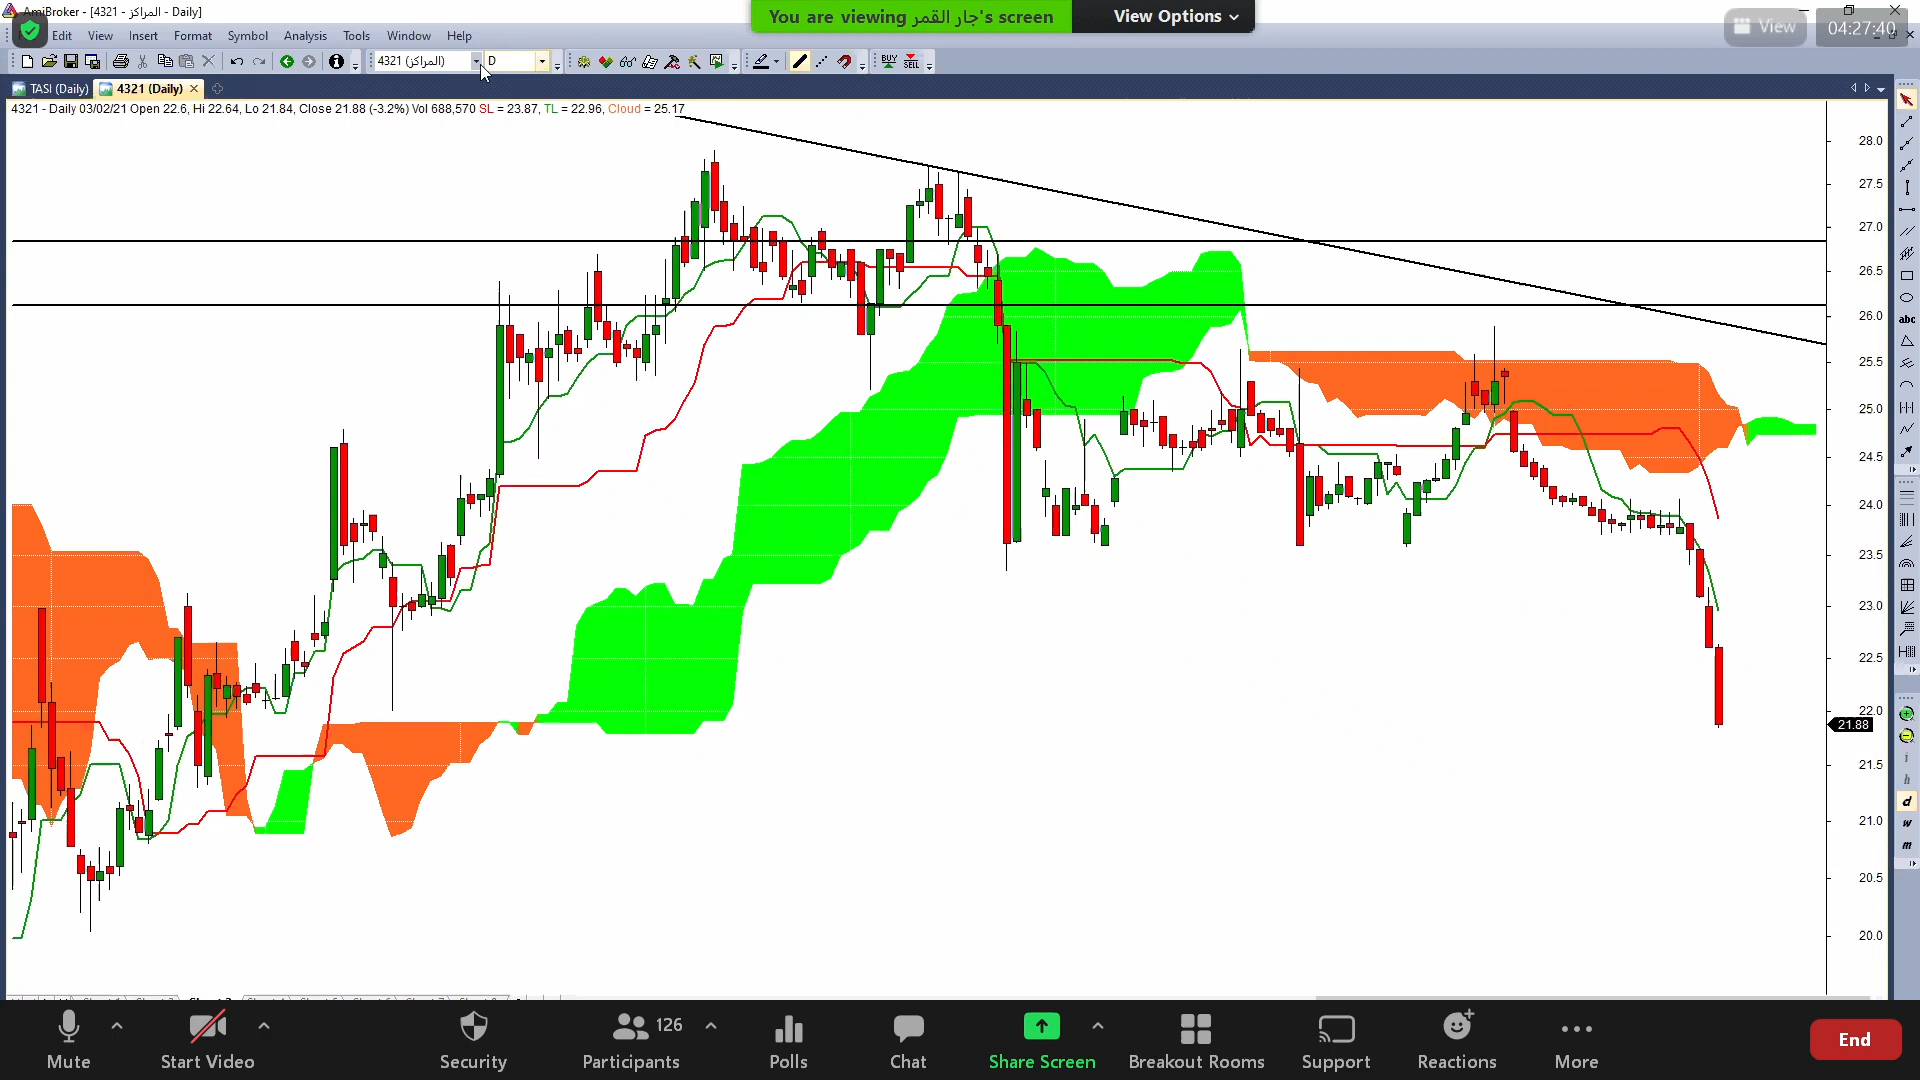 AmiBroker - [4321 - المراكز - Daily]
You are viewing جار القمر's screen
View Options
View
04:27:40
Edit View Insert Format Symbol Analysis Tools Window Help
4321 (المراكز)
D
BUY SELL
TASI (Daily)
4321 (Daily)
4321 - Daily 03/02/21 Open 22.6, Hi 22.64, Lo 21.84, Close 21.88 (-3.2%) Vol 688,570 SL = 23.87, TL = 22.96, Cloud = 25.17
28.0
27.5
27.0
26.5
26.0
25.5
25.0
24.5
24.0
23.5
23.0
22.5
22.0
21.88
21.5
21.0
20.5
20.0
abc
i
h
d
w
m
Mute
Start Video
Security
126
Participants
Polls
Chat
Share Screen
Breakout Rooms
Support
Reactions
More
End